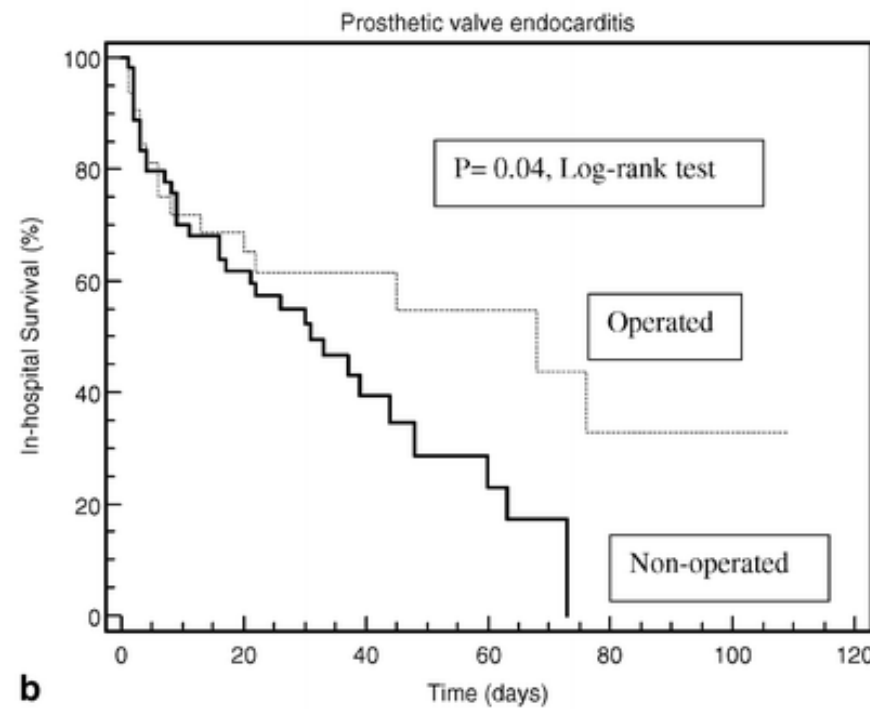 Prosthetic valve endocarditis
100
80
60
40
20
0
In-hospital Survival (%)
P= 0.04, Log-rank test
Operated
Non-operated
0 20 40 60 80 100 120
Time (days)
b